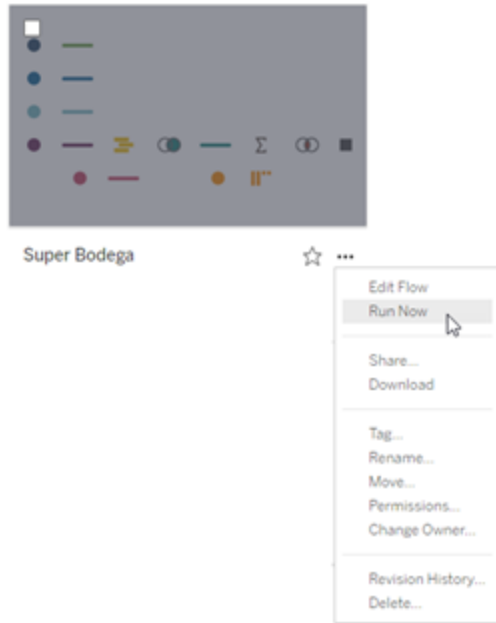 Super Bodega
Edit Flow
Run Now
Share...
Download
Tag...
Rename...
Move...
Permissions...
Change Owner...
Revision History...
Delete...